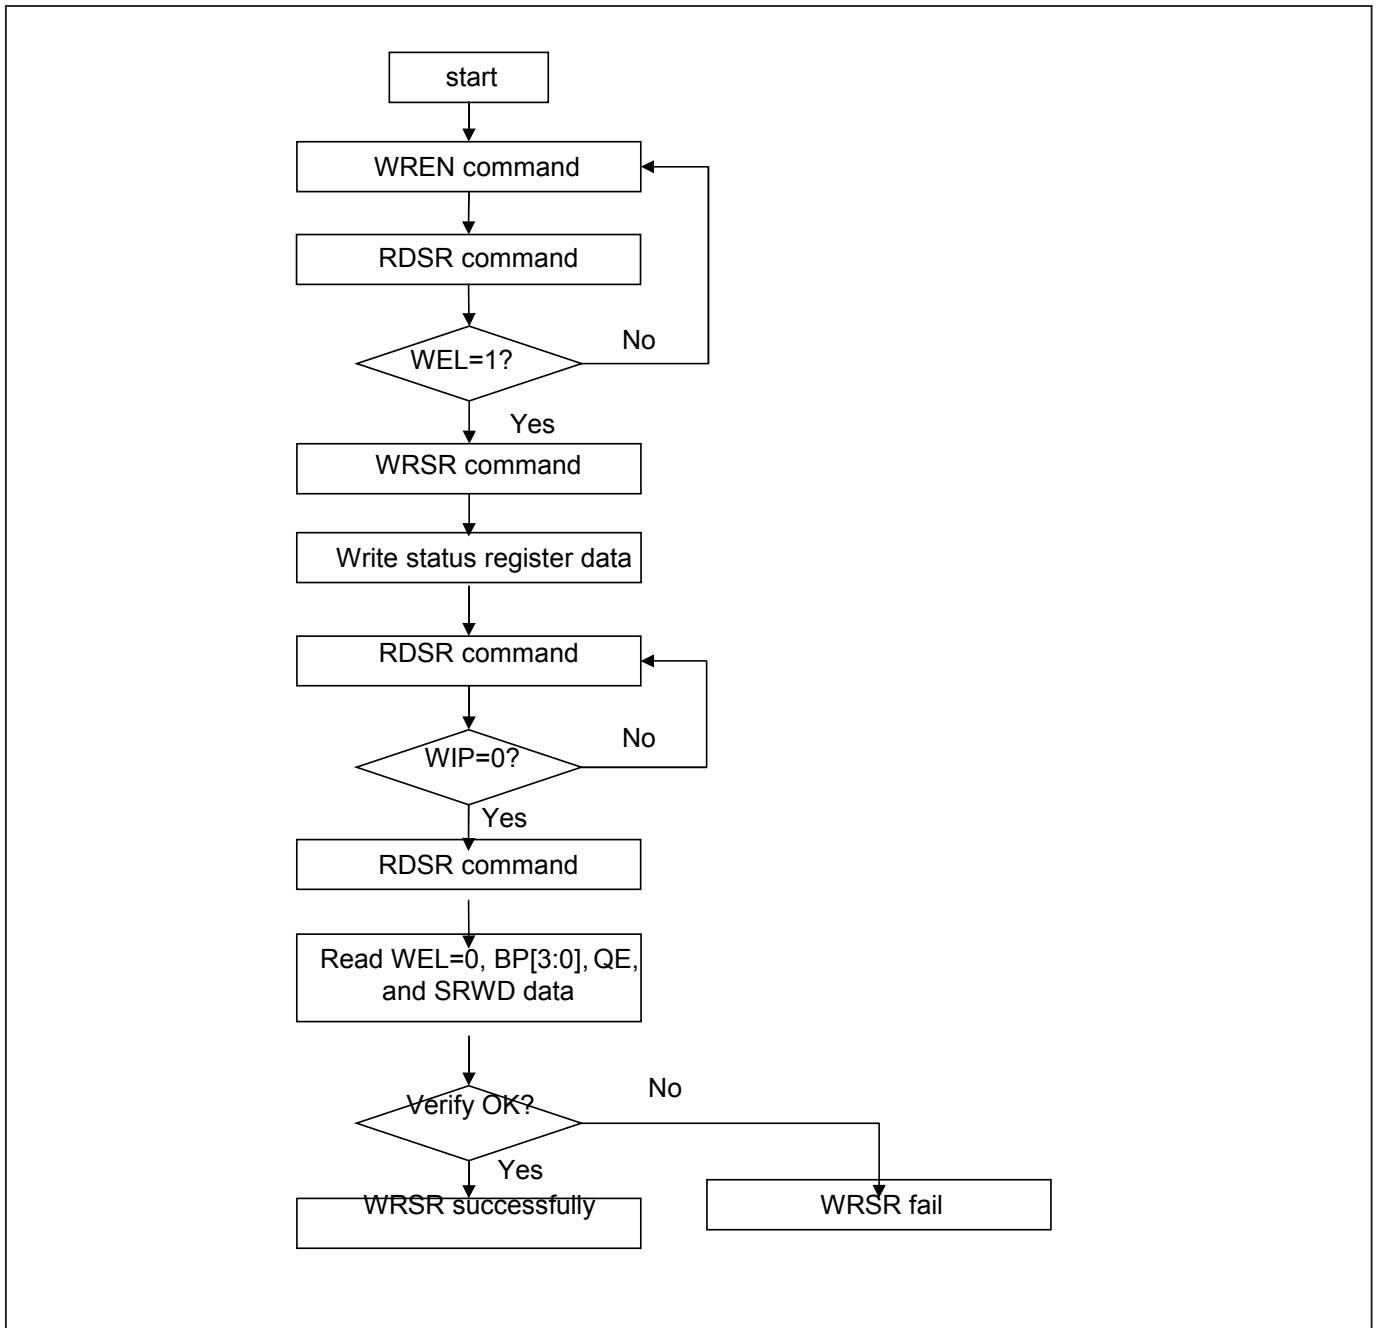 start
WREN command
RDSR command
WEL=1?
No
Yes
WRSR command
Write status register data
RDSR command
WIP=0?
No
Yes
RDSR command
Read WEL=0, BP[3:0], QE,
and SRWD data
Verify OK?
No
Yes
WRSR successfully
WRSR fail